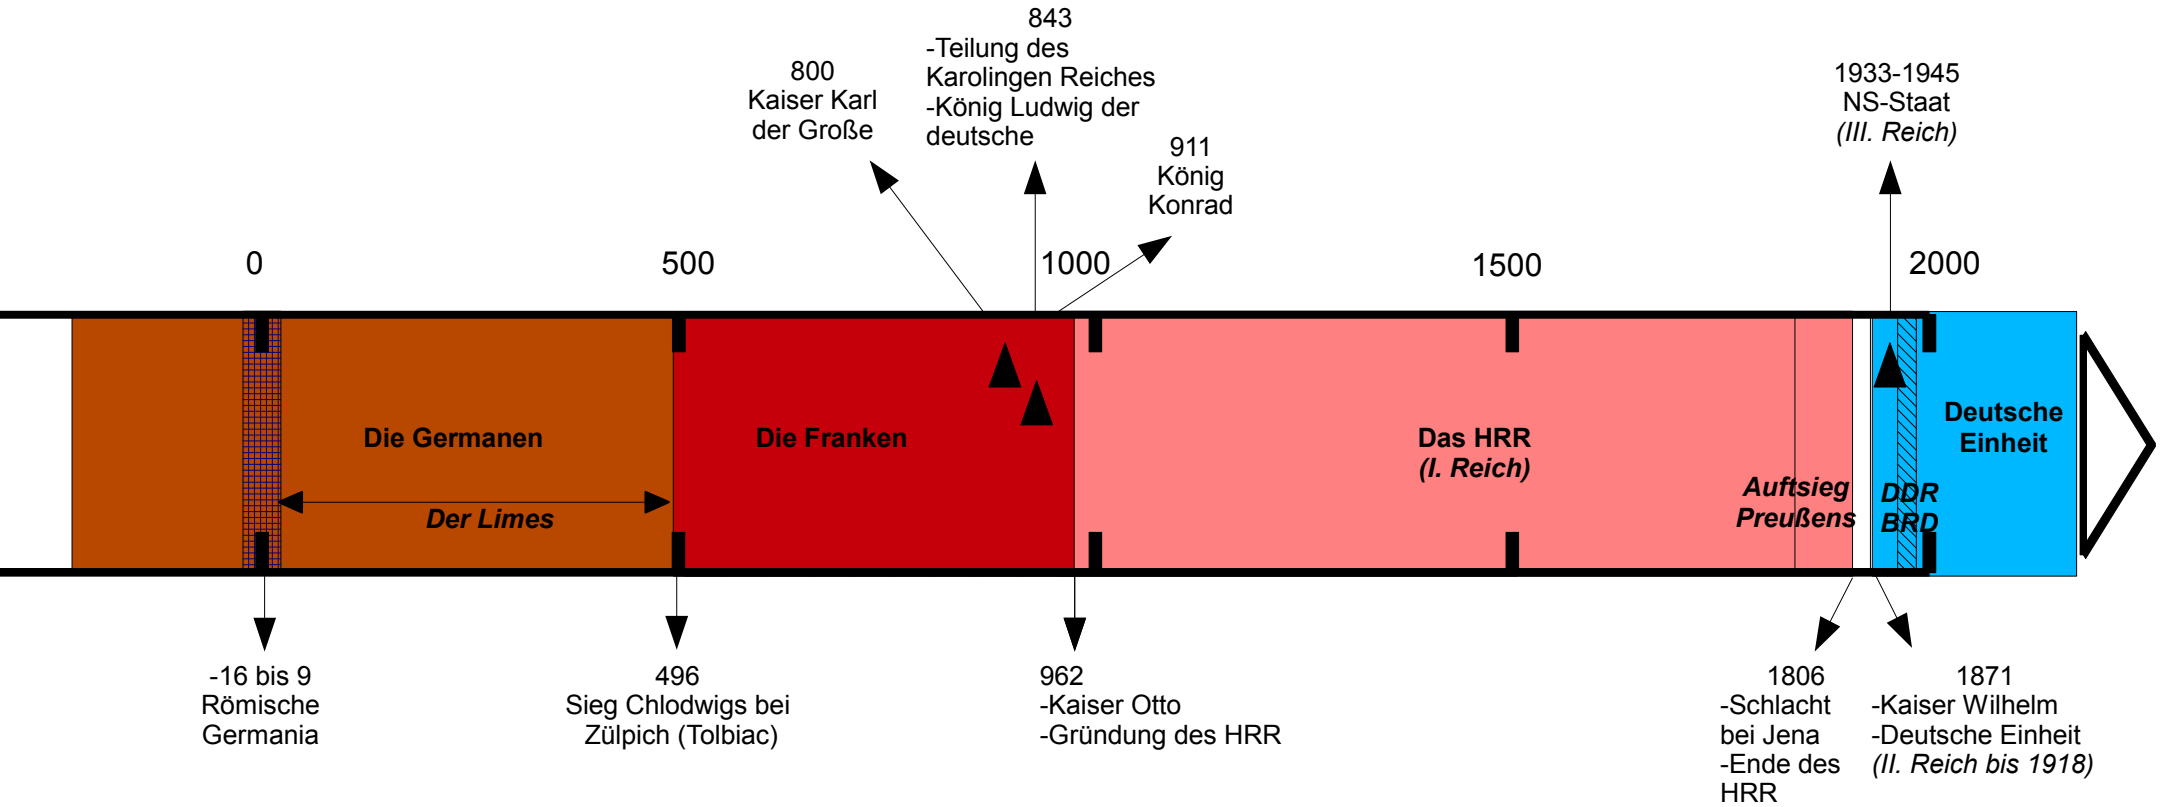 843
-Teilung des
Karolingen Reiches
-König Ludwig der
deutsche
800
Kaiser Karl
der Große
911
König
Konrad
1933-1945
NS-Staat
(III. Reich)
0
500
1000
1500
2000
Die Germanen
Der Limes
Die Franken
Das HRR
(I. Reich)
Auftsieg
Preußens
DDR
BRD
Deutsche
Einheit
-16 bis 9
Römische
Germania
496
Sieg Chlodwigs bei
Zülpich (Tolbiac)
962
-Kaiser Otto
-Gründung des HRR
1806
-Schlacht
bei Jena
-Ende des
HRR
1871
-Kaiser Wilhelm
-Deutsche Einheit
(II. Reich bis 1918)